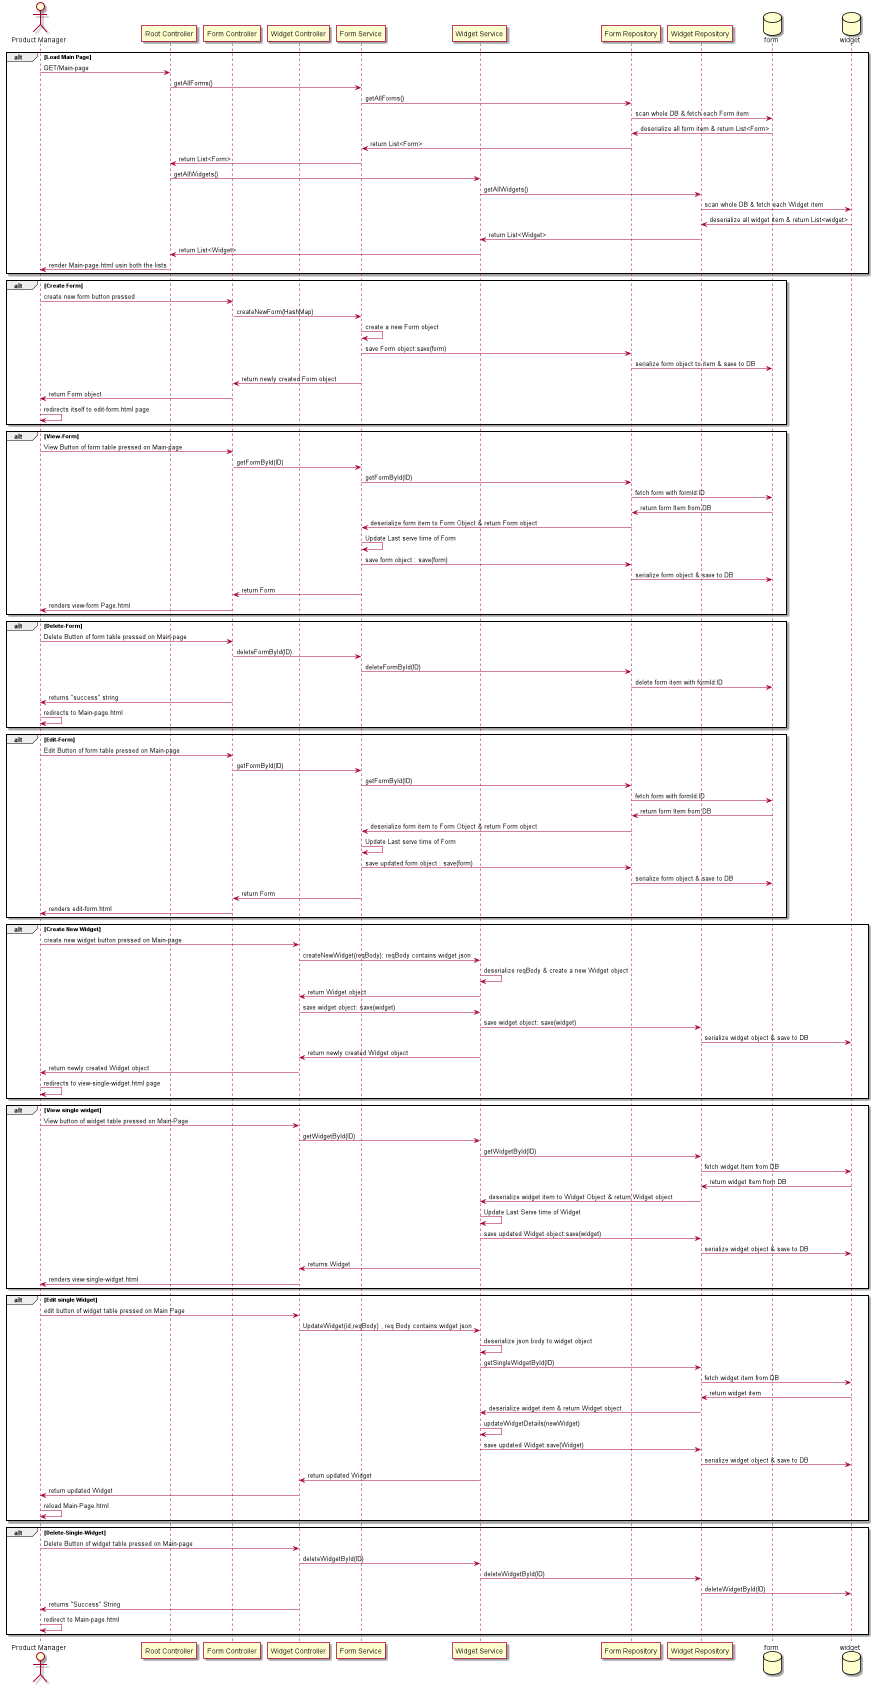 Product Manager
Root Controller
Form Controller
Widget Controller
Form Service
Widget Service
Form Repository
Widget Repository
form
widget
alt [Load Main Page]
GET/Main-page
getAllForms()
getAllForms()
scan whole DB & fetch each Form item
deserialize all form item & return List<Form>
return List<Form>
return List<Form>
getAllWidgets()
getAllWidgets()
scan whole DB & fetch each Widget item
deserialize all widget item & return List<widget>
return List<Widget>
return List<Widget>
render Main-page.html usin both the lists
alt [Create Form]
create new form button pressed
createNewForm(HashMap)
create a new Form object
save Form object:save(form)
serialize form object to item & save to DB
return newly created Form object
return Form object
redirects itself to edit-form.html page
alt [View-Form]
View Button of form table pressed on Main-page
getFormById(ID)
getFormById(ID)
fetch form with formId:ID
return form Item from DB
deserialize form item to Form Object & return Form object
Update Last serve time of Form
save form object : save(form)
serialize form object & save to DB
return Form
renders view-form Page.html
alt [Delete-Form]
Delete Button of form table pressed on Main-page
deleteFormById(ID)
deleteFormById(ID)
delete form item with formId:ID
returns "success" string
redirects to Main-page.html
alt [Edit-Form]
Edit Button of form table pressed on Main-page
getFormById(ID)
getFormById(ID)
fetch form with formId:ID
return form Item from DB
deserialize form item to Form Object & return Form object
Update Last serve time of Form
save updated form object : save(form)
serialize form object & save to DB
return Form
renders edit-form.html
alt [Create New Widget]
create new widget button pressed on Main-page
createNewWidget(reqBody): reqBody contains widget json
deserialize reqBody & create a new Widget object
return Widget object
save widget object: save(widget)
save widget object: save(widget)
serialize widget object & save to DB
return newly created Widget object
return newly created Widget object
redirects to view-single-widget.html page
alt [View single widget]
View button of widget table pressed on Main-Page
getWidgetById(ID)
getWidgetById(ID)
fetch widget Item from DB
return widget Item from DB
deserialize widget item to Widget Object & return Widget object
Update Last Serve time of Widget
save updated Widget object:save(widget)
serialize widget object & save to DB
returns Widget
renders view-single-widget.html
alt [Edit single Widget]
edit button of widget table pressed on Main Page
UpdateWidget(id,reqBody) , req Body contains widget json
deserialize json body to widget object
getSingleWidgetById(ID)
fetch widget item from DB
return widget item
deserialize widget item & return Widget object
updateWidgetDetails(newWidget)
save updated Widget:save(Widget)
serialize widget object & save to DB
return updated Widget
return updated Widget
reload Main-Page.html
alt [Delete-Single-Widget]
Delete Button of widget table pressed on Main-page
deleteWidgetById(ID)
deleteWidgetById(ID)
deleteWidgetById(ID)
returns "Success" String
redirect to Main-page.html
Product Manager
Root Controller
Form Controller
Widget Controller
Form Service
Widget Service
Form Repository
Widget Repository
form
widget